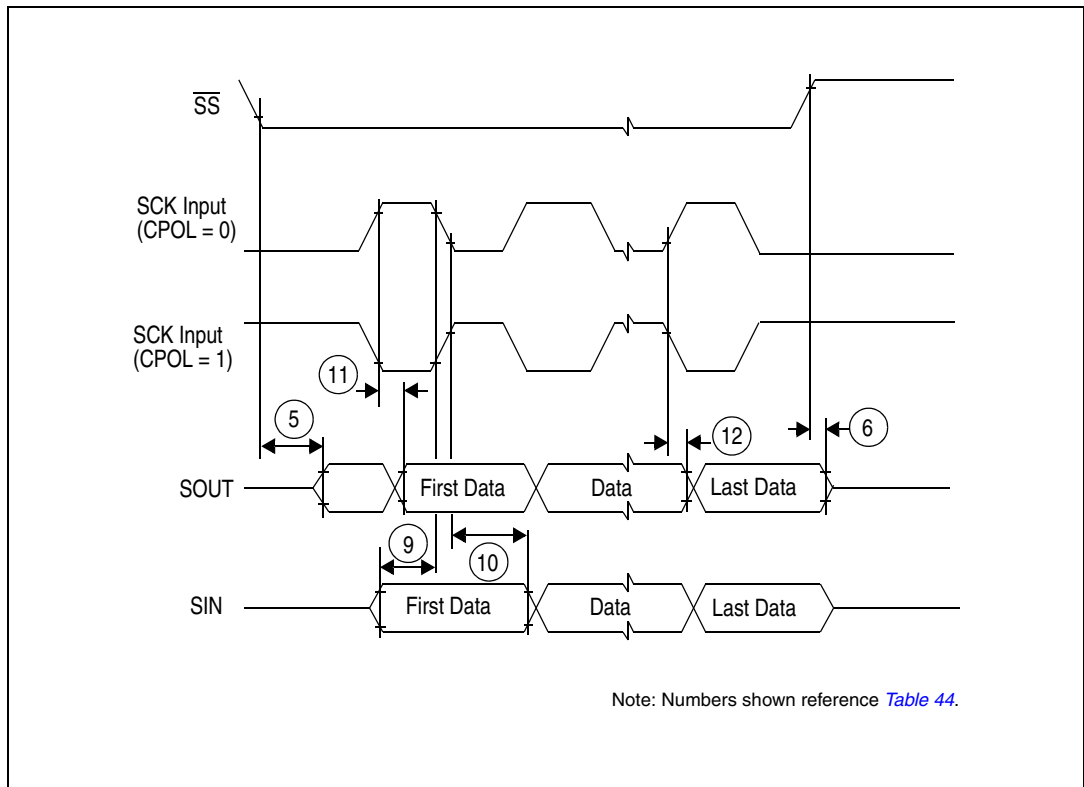 SS
SCK Input
(CPOL = 0)
SCK Input
(CPOL = 1)
11
5
12
6
SOUT
First Data
Data
Last Data
9
10
SIN
First Data
Data
Last Data
Note: Numbers shown reference Table 44.